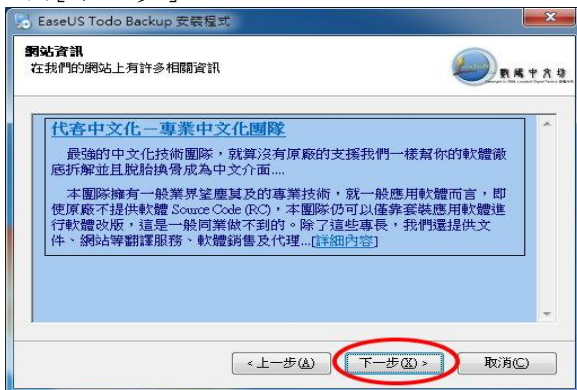 EaseUS Todo Backup 安裝程式
網站資訊
在我們的網站上有許多相關資訊
代客中文化－專業中文化團隊
最強的中文化技術團隊，就算沒有原廠的支援我們一樣幫你的軟體徹
底拆解並且脫胎換骨成為中文介面....
本團隊擁有一般業界望塵莫及的專業技術，就一般應用軟體而言，即
使原廠不提供軟體 Source Code (RC)，本團隊仍可以僅靠套裝應用軟體進
行軟體改版，這是一般同業做不到的。除了這些專長，我們還提供文
件、網站等翻譯服務、軟體銷售及代理...[詳細內容]
<上一步(A)
下一步(X) >
取消(C)